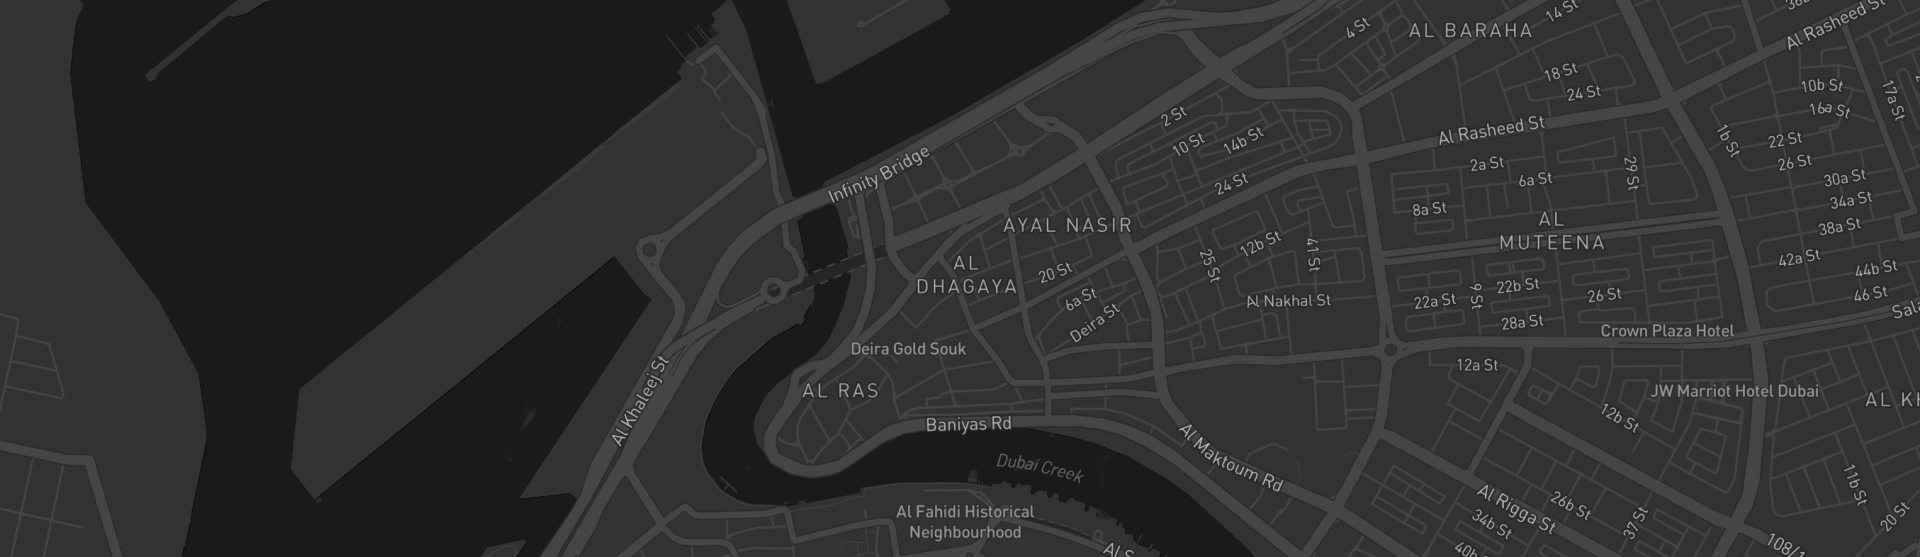 AL BARAHA
4 St
14 St
Al Rasheed St
18 St
24 St
10b St
16a St
17a St
2 St
10 St
14b St
Al Rasheed St
1b St
22 St
26 St
Infinity Bridge
24 St
2a St
6a St
29 St
30a St
34a St
8a St
38a St
AYAL NASIR
AL
MUTEENA
12b St
41 St
25 St
42a St
44b St
46 St
AL
DHAGAYA
20 St
6a St
Deira St
Al Nakhal St
22a St
9 St
22b St
26 St
28a St
Crown Plaza Hotel
Deira Gold Souk
12a St
AL RAS
JW Marriot Hotel Dubai
Al Khaleej St
12b St
Baniyas Rd
Al Maktoum Rd
Dubai Creek
11b St
20 St
Al Rigga St
26b St
34b St
37 St
Al Fahidi Historical
Neighbourhood